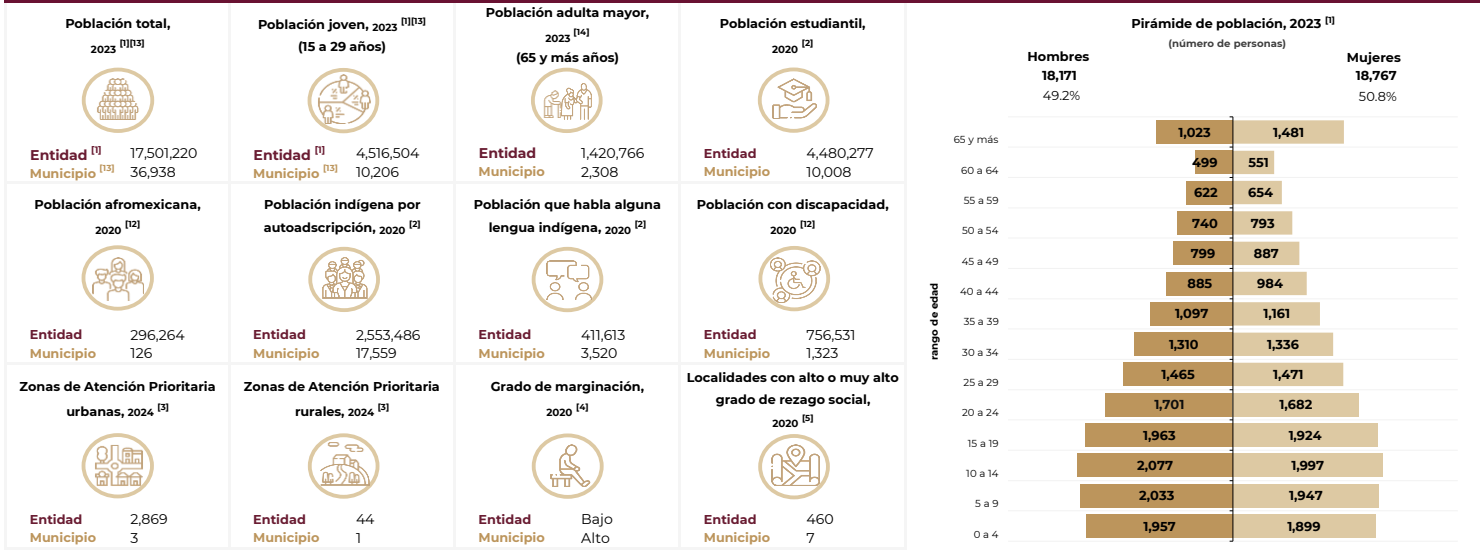 Población total,
2023 [1][13]
Entidad [1] 17,501,220
Municipio [13] 36,938
Población joven, 2023 [1][13]
(15 a 29 años)
Entidad [1] 4,516,504
Municipio [13] 10,206
Población adulta mayor,
2023 [14]
(65 y más años)
Entidad 1,420,766
Municipio 2,308
Población estudiantil,
2020 [2]
Entidad 4,480,277
Municipio 10,008
Población afromexicana,
2020 [12]
Entidad 296,264
Municipio 126
Población indígena por
autoadscripción, 2020 [2]
Entidad 2,553,486
Municipio 17,559
Población que habla alguna
lengua indígena, 2020 [2]
Entidad 411,613
Municipio 3,520
Población con discapacidad,
2020 [12]
Entidad 756,531
Municipio 1,323
Zonas de Atención Prioritaria
urbanas, 2024 [3]
Entidad 2,869
Municipio 3
Zonas de Atención Prioritaria
rurales, 2024 [3]
Entidad 44
Municipio 1
Grado de marginación,
2020 [4]
Entidad Bajo
Municipio Alto
Localidades con alto o muy alto
grado de rezago social,
2020 [5]
Entidad 460
Municipio 7
Pirámide de población, 2023 [1]
(número de personas)
Hombres
18,171
49.2%
Mujeres
18,767
50.8%
rango de edad
65 y más 1,023 1,481
60 a 64 499 551
55 a 59 622 654
50 a 54 740 793
45 a 49 799 887
40 a 44 885 984
35 a 39 1,097 1,161
30 a 34 1,310 1,336
25 a 29 1,465 1,471
20 a 24 1,701 1,682
15 a 19 1,963 1,924
10 a 14 2,077 1,997
5 a 9 2,033 1,947
0 a 4 1,957 1,899